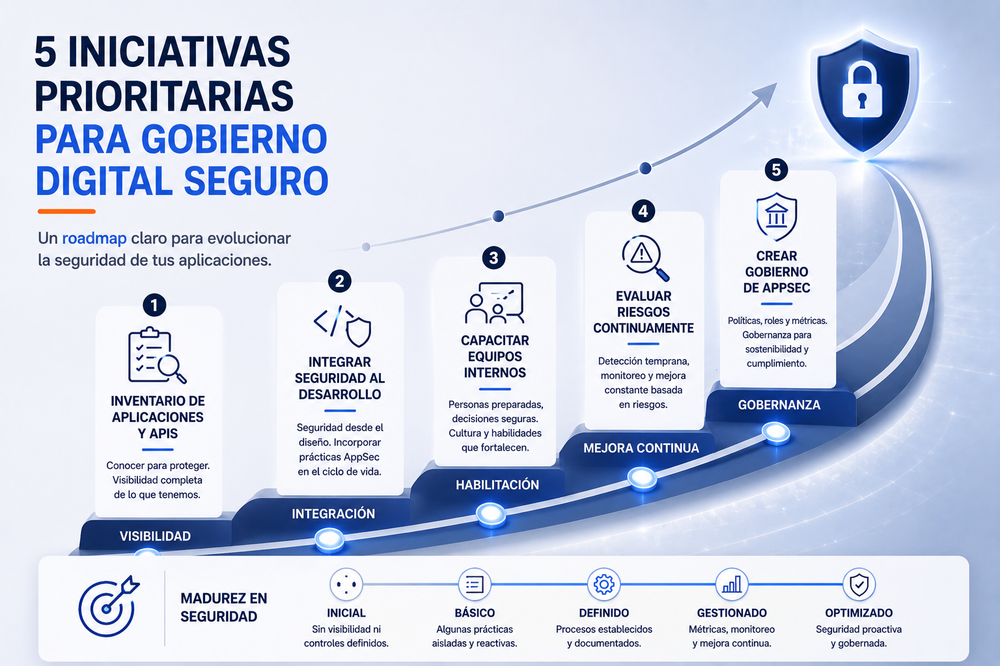 5 INICIATIVAS
PRIORITARIAS
PARA GOBIERNO
DIGITAL SEGURO
Un roadmap claro para evolucionar
la seguridad de tus aplicaciones.
1
INVENTARIO DE
APLICACIONES
Y APIS
Conocer para proteger.
Visibilidad completa
de lo que tenemos.
VISIBILIDAD
2
INTEGRAR
SEGURIDAD AL
DESARROLLO
Seguridad desde el
diseño. Incorporar
prácticas AppSec
en el ciclo de vida.
INTEGRACIÓN
3
CAPACITAR
EQUIPOS
INTERNOS
Personas preparadas,
decisiones seguras.
Cultura y habilidades
que fortalecen.
HABILITACIÓN
4
EVALUAR
RIESGOS
CONTINUAMENTE
Detección temprana,
monitoreo y mejora
constante basada
en riesgos.
MEJORA CONTINUA
5
CREAR
GOBIERNO
DE APPSEC
Políticas, roles y métricas.
Gobernanza para
sostenibilidad y
cumplimiento.
GOBERNANZA
MADUREZ EN
SEGURIDAD
INICIAL
Sin visibilidad ni
controles definidos.
BÁSICO
Algunas prácticas
aisladas y reactivas.
DEFINIDO
Procesos establecidos
y documentados.
GESTIONADO
Métricas, monitoreo
y mejora continua.
OPTIMIZADO
Seguridad proactiva
y gobernada.